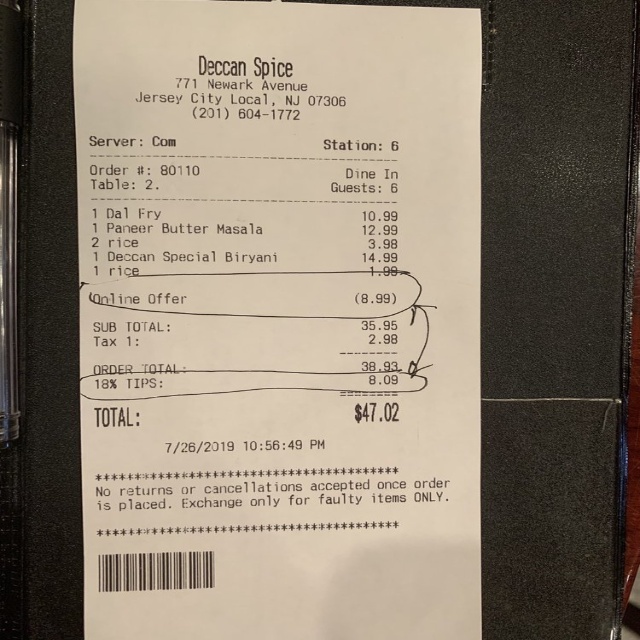 Deccan Spice
771 Newark Avenue
Jersey City Local, NJ 07306
(201) 604-1772
Server: Com Station: 6
Order #: 80110 Dine In
Table: 2. Guests: 6
1 Dal Fry 10.99
1 Paneer Butter Masala 12.99
2 rice 3.98
1 Deccan Special Biryani 14.99
1 rice 1.99
Online Offer (8.99)
SUB TOTAL: 35.95
Tax 1: 2.98
ORDER TOTAL: 38.93
18% TIPS: 8.09
TOTAL: $47.02
7/26/2019 10:56:49 PM
****************************************
No returns or cancellations accepted once order
is placed. Exchange only for faulty items ONLY.
****************************************